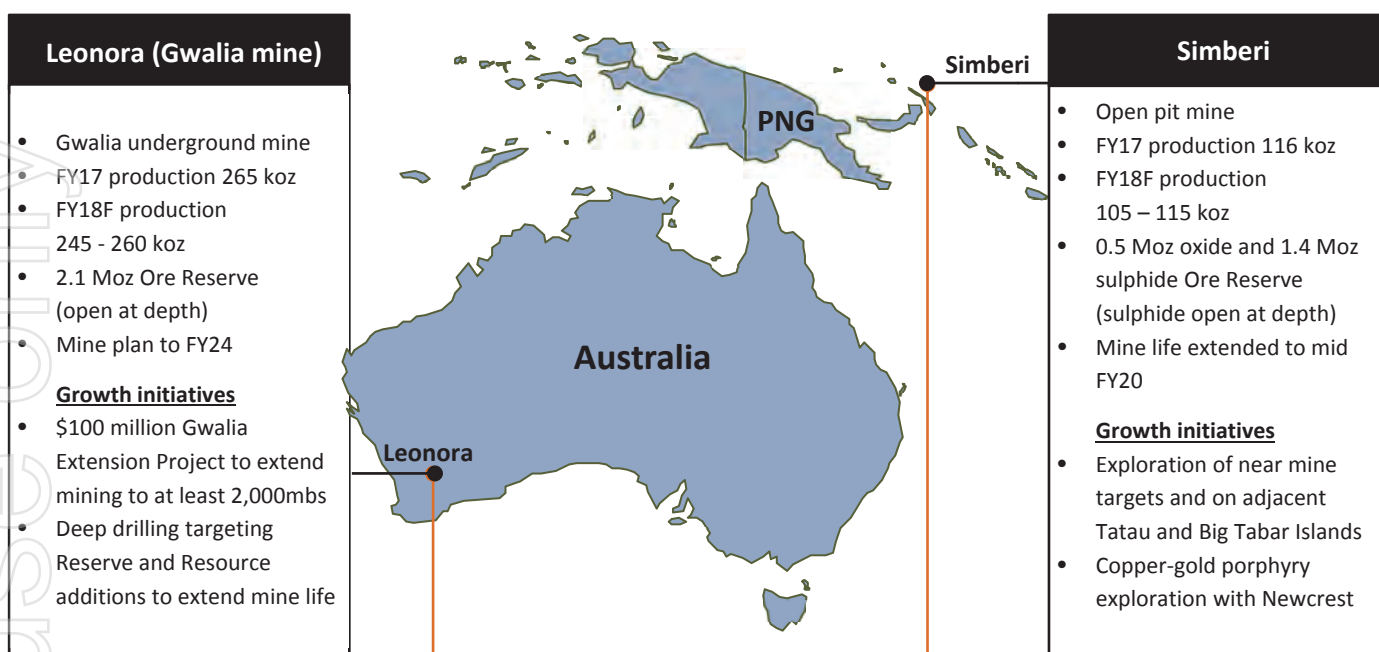 Leonora (Gwalia mine)
• Gwalia underground mine
• FY17 production 265 koz
• FY18F production
245 - 260 koz
• 2.1 Moz Ore Reserve
(open at depth)
• Mine plan to FY24
Growth initiatives
• $100 million Gwalia
Extension Project to extend
mining to at least 2,000mbs
• Deep drilling targeting
Reserve and Resource
additions to extend mine life
Simberi
PNG
Australia
Leonora
Simberi
• Open pit mine
• FY17 production 116 koz
• FY18F production
105 – 115 koz
• 0.5 Moz oxide and 1.4 Moz
sulphide Ore Reserve
(sulphide open at depth)
• Mine life extended to mid
FY20
Growth initiatives
• Exploration of near mine
targets and on adjacent
Tatau and Big Tabar Islands
• Copper-gold porphyry
exploration with Newcrest